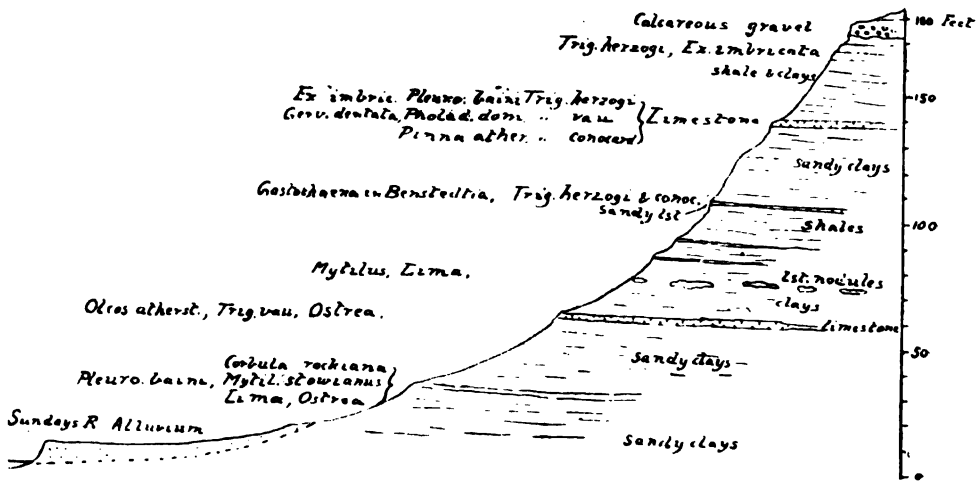 Calcareous gravel
180 Feet
Trig. herzogi, Ex. imbricata
shale & clays
Ex imbric. Pleuro. baini Trig. herzogi
Gerv. dentata, Pholad. dom. " vau
Pinna ather. " conocard
Limestone
150
Sandy clays
Gastochaena in Benstedtia, Trig. herzogi & conoc.
Sandy lst
Shales
100
Mytilus, Lima.
lst. nodules
clays
Olcos atherst., Trig. vau, Ostrea.
limestone
Sandy clays
50
Corbula rockiana
Pleuro. baini, Mytil. stowianus
Lima, Ostrea
Sundays R Alluvium
Sandy clays
0